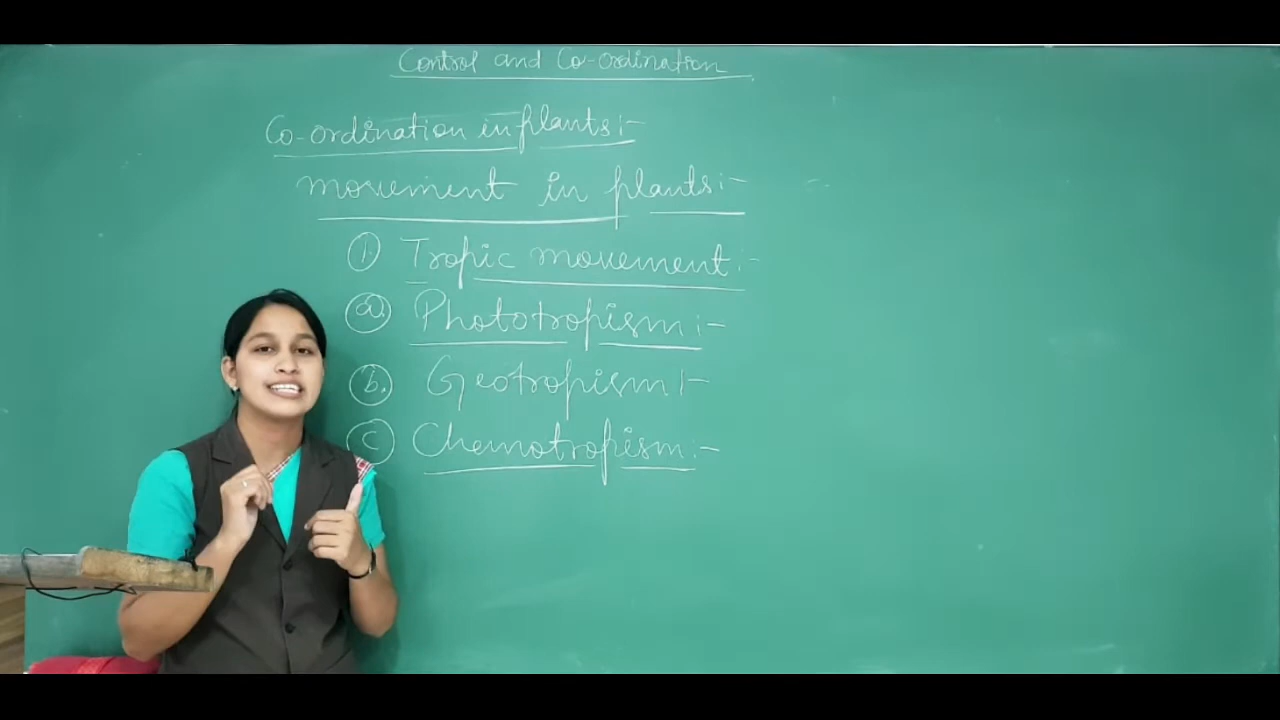 Control and Co-ordination
Co-ordination in plants:-
movement in plants:-
1. Tropic movement:-
a. Phototropism:-
b. Geotropism:-
c Chemotropism:-